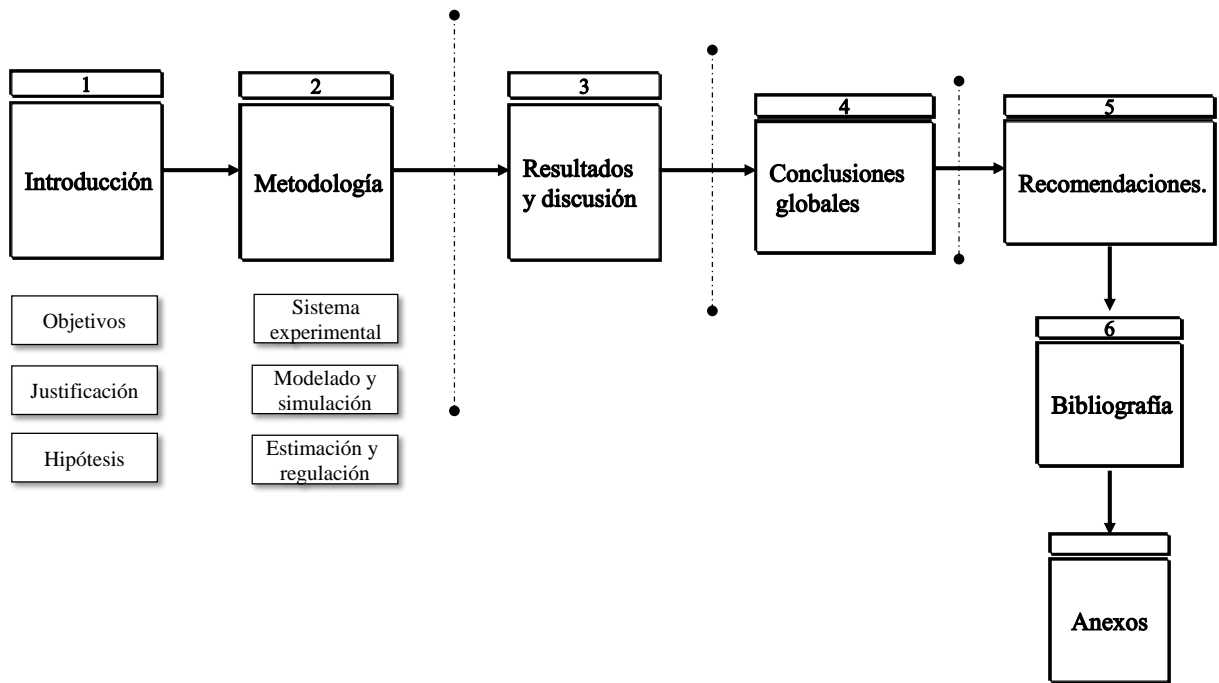 1
Introducción
Objetivos
Justificación
Hipótesis
2
Metodología
Sistema
experimental
Modelado y
simulación
Estimación y
regulación
3
Resultados
y discusión
4
Conclusiones
globales
5
Recomendaciones.
6
Bibliografía
Anexos